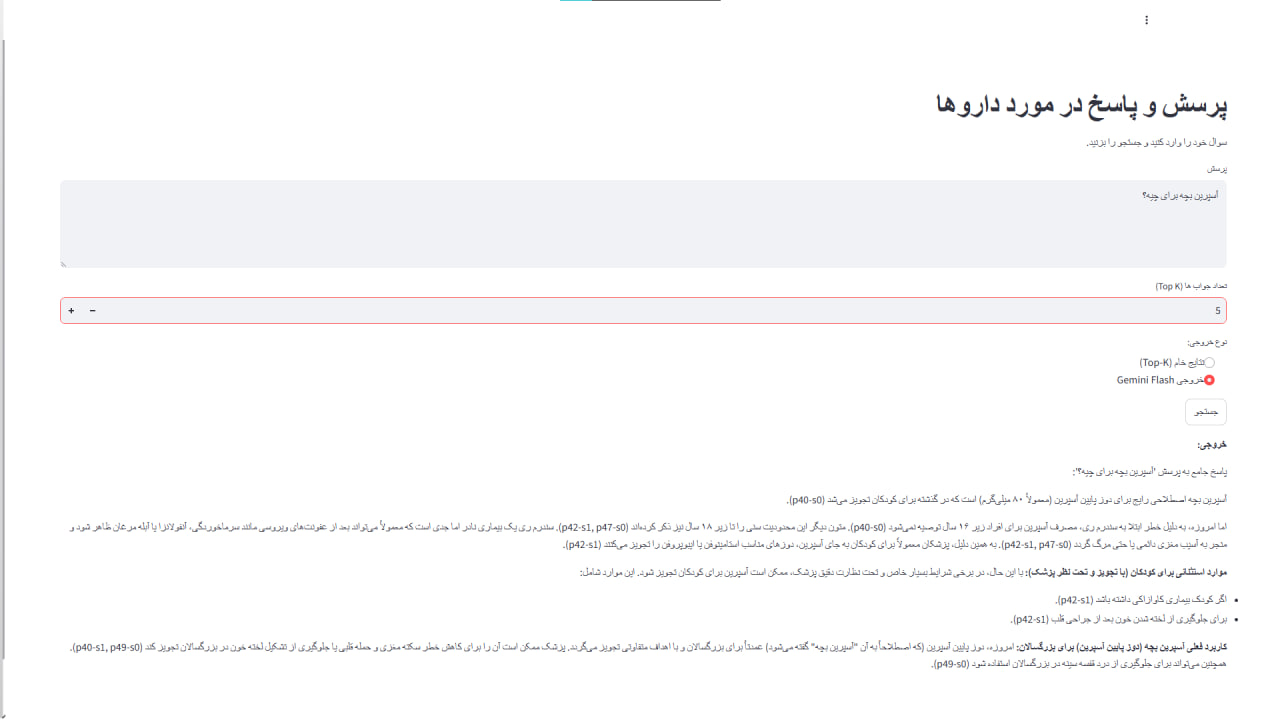 پرسش و پاسخ در مورد داروها
سوال خود را وارد کنید و جستجو را بزنید.
پرسش
آسپرین بچه برای چیه؟
تعداد جواب ها (Top K)
5
نوع خروجی:
نتایج خام (Top-K)
خروجی Gemini Flash
جستجو
خروجی:
پاسخ جامع به پرسش 'آسپرین بچه برای چیه؟':
آسپرین بچه اصطلاحی رایج برای دوز پایین آسپرین (معمولاً ۸۰ میلی‌گرم) است که در گذشته برای کودکان تجویز می‌شد (p40-s0).
اما امروزه، به دلیل خطر ابتلا به سندرم ری، مصرف آسپرین برای افراد زیر ۱۶ سال توصیه نمی‌شود (p40-s0). متون دیگر این محدودیت سنی را تا زیر ۱۸ سال نیز ذکر کرده‌اند (p42-s1, p47-s0). سندرم ری یک بیماری نادر اما جدی است که معمولاً می‌تواند بعد از عفونت‌های ویروسی مانند سرماخوردگی، آنفولانزا یا آبله مرغان ظاهر شود و
منجر به آسیب مغزی دائمی یا حتی مرگ گردد (p42-s1, p47-s0). به همین دلیل، پزشکان معمولاً برای کودکان به جای آسپرین، دوزهای مناسب استامینوفن یا ایبوپروفن را تجویز می‌کنند (p42-s1).
موارد استثنائی برای کودکان (با تجویز و تحت نظر پزشک): با این حال، در برخی شرایط بسیار خاص و تحت نظارت دقیق پزشک، ممکن است آسپرین برای کودکان تجویز شود. این موارد شامل:
• اگر کودک بیماری کاوازاکی داشته باشد (p42-s1).
• برای جلوگیری از لخته شدن خون بعد از جراحی قلب (p42-s1).
کاربرد فعلی آسپرین بچه (دوز پایین آسپرین) برای بزرگسالان: امروزه، دوز پایین آسپرین (که اصطلاحاً به آن "آسپرین بچه" گفته می‌شود) عمدتاً برای بزرگسالان و با اهداف متفاوتی تجویز می‌گردد. پزشک ممکن است آن را برای کاهش خطر سکته مغزی و حمله قلبی یا جلوگیری از تشکیل لخته خون در بزرگسالان تجویز کند (p40-s1, p49-s0).
همچنین می‌تواند برای جلوگیری از درد قفسه سینه در بزرگسالان استفاده شود (p49-s0).